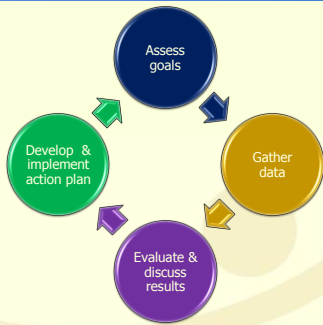 Assess
goals
Gather
data
Evaluate &
discuss
results
Develop &
implement
action plan